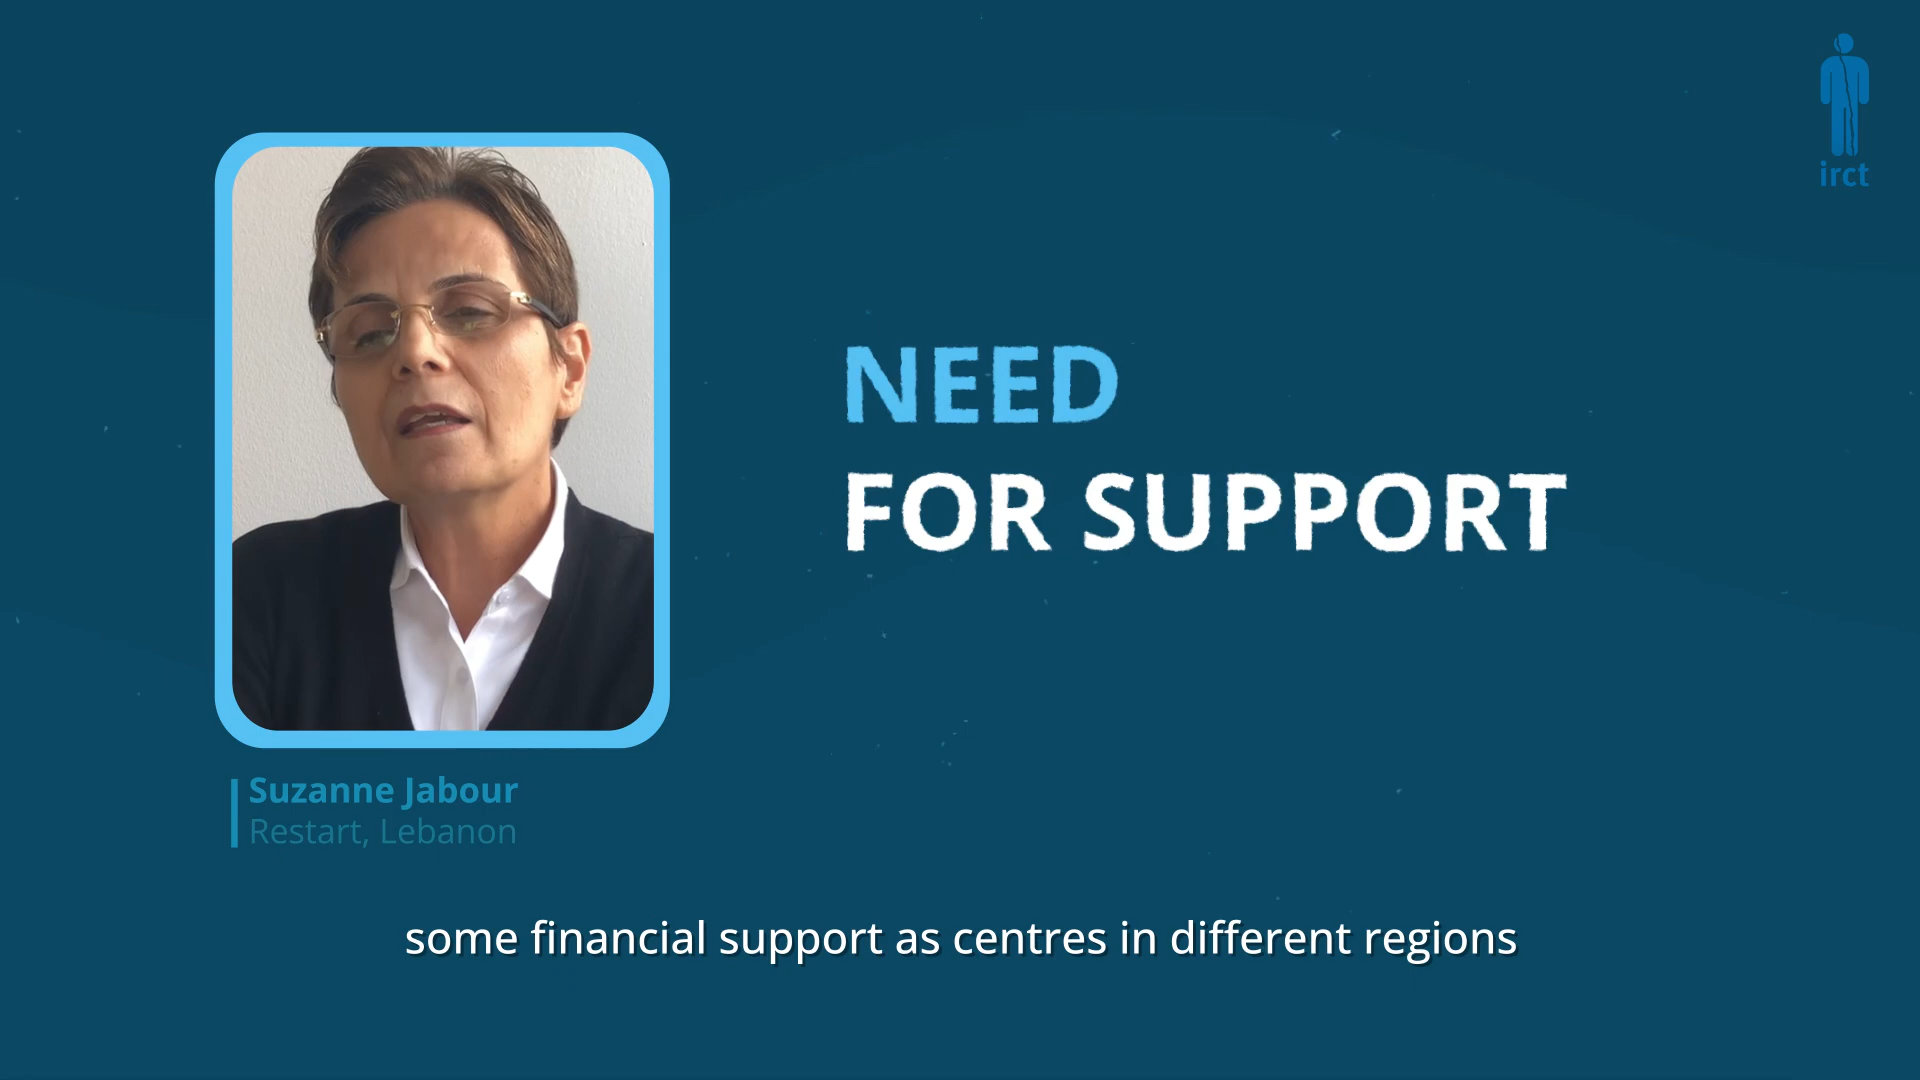 irct
NEED
FOR SUPPORT
Suzanne Jabour
Restart, Lebanon
some financial support as centres in different regions